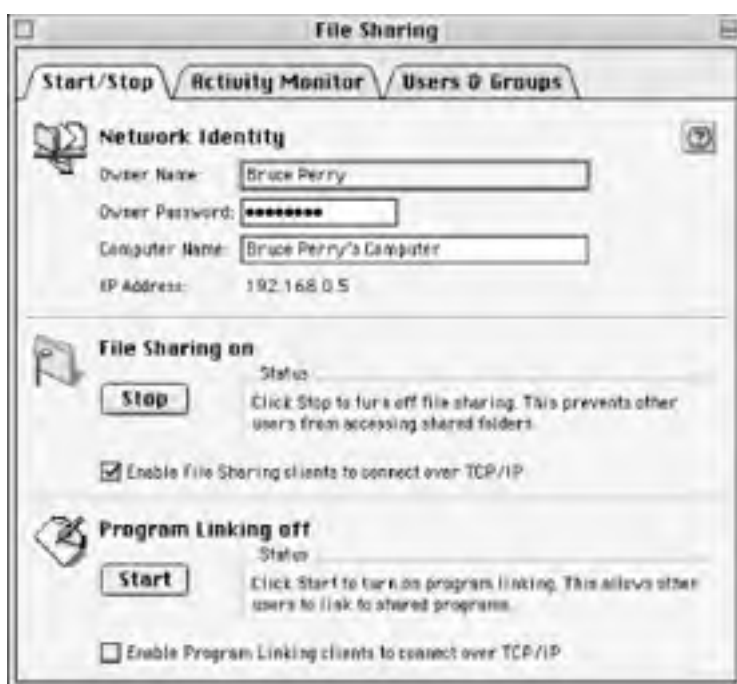 File Sharing
Start/Stop
Activity Monitor
Users & Groups
Network Identity
Owner Name: Bruce Perry
Owner Password: ••••••••
Computer Name: Bruce Perry's Computer
IP Address: 192.168.0.5
File Sharing on
Status
Stop
Click Stop to turn off file sharing. This prevents other
users from accessing shared folders.
Enable File Sharing clients to connect over TCP/IP
Program Linking off
Status
Start
Click Start to turn on program linking. This allows other
users to link to shared programs.
Enable Program Linking clients to connect over TCP/IP